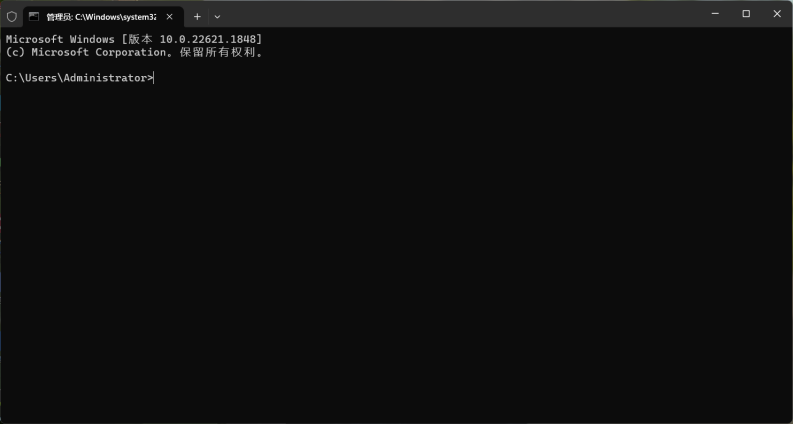 管理员: C:\Windows\system32
Microsoft Windows [版本 10.0.22621.1848]
(c) Microsoft Corporation。保留所有权利。
C:\Users\Administrator>